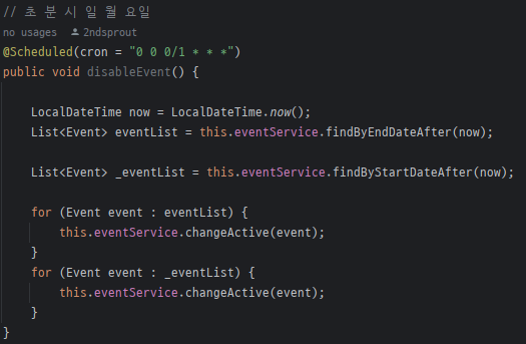 // 초 분 시 일 월 요일
no usages 2ndsprout
@Scheduled(cron = "0 0 0/1 * * *")
public void disableEvent() {
LocalDateTime now = LocalDateTime.now();
List<Event> eventList = this.eventService.findByEndDateAfter(now);
List<Event> _eventList = this.eventService.findByStartDateAfter(now);
for (Event event : eventList) {
this.eventService.changeActive(event);
}
for (Event event : _eventList) {
this.eventService.changeActive(event);
}
}